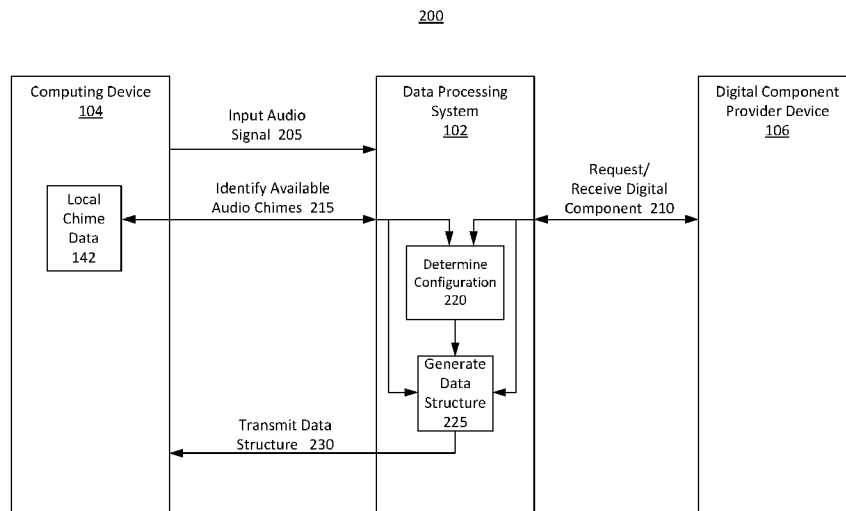 200
Computing Device
104
Data Processing
System
102
Digital Component
Provider Device
106
Input Audio
Signal 205
Request/
Receive Digital
Component 210
Identify Available
Audio Chimes 215
Local
Chime
Data
142
Determine
Configuration
220
Generate
Data
Structure
225
Transmit Data
Structure 230